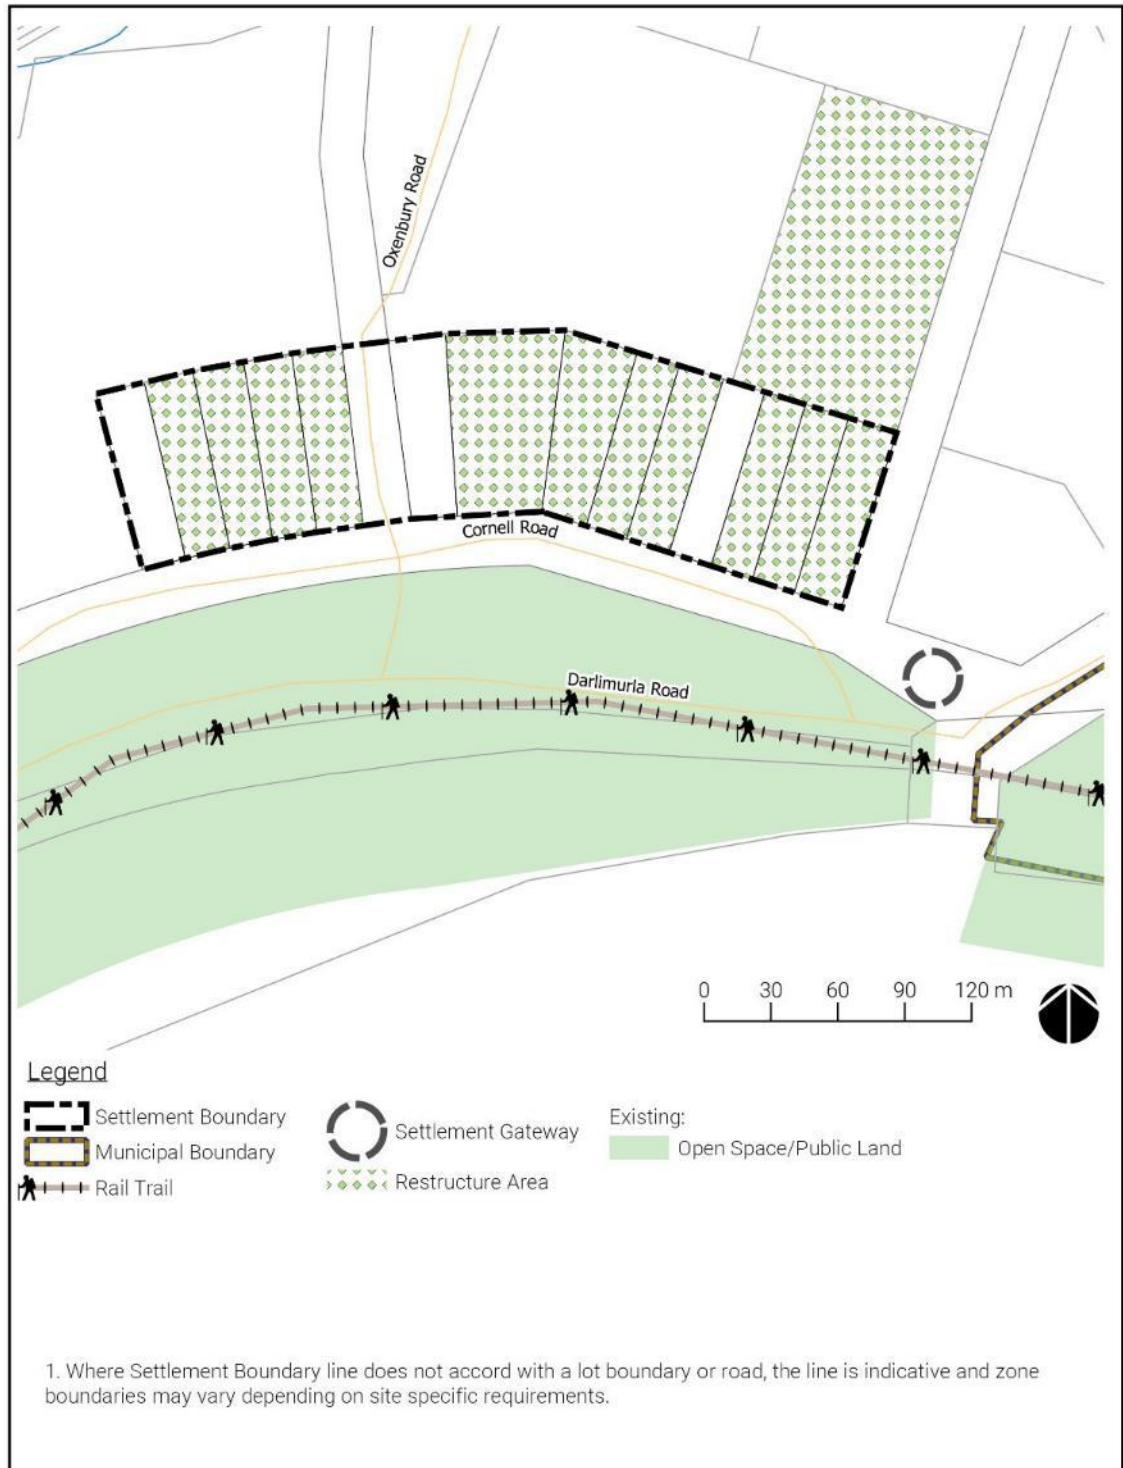 Oxenbury Road
Cornell Road
Darlimurla Road
0 30 60 90 120 m
Legend
Settlement Boundary
Municipal Boundary
Rail Trail
Settlement Gateway
Restructure Area
Existing:
Open Space/Public Land
1. Where Settlement Boundary line does not accord with a lot boundary or road, the line is indicative and zone
boundaries may vary depending on site specific requirements.